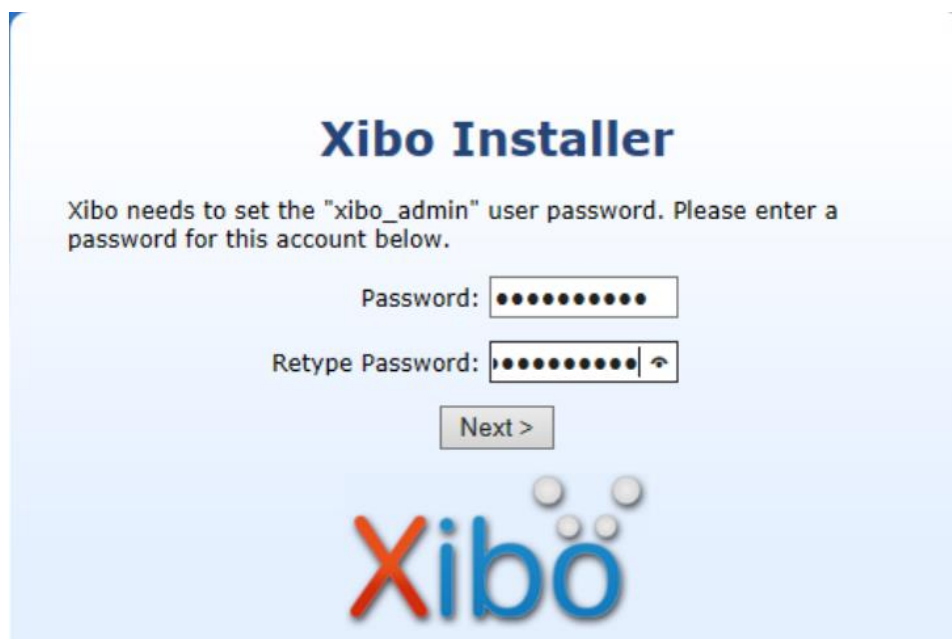 Xibo Installer
Xibo needs to set the "xibo_admin" user password. Please enter a
password for this account below.
Password: ●●●●●●●●●●
Retype Password: ●●●●●●●●●●
Next >
Xibo